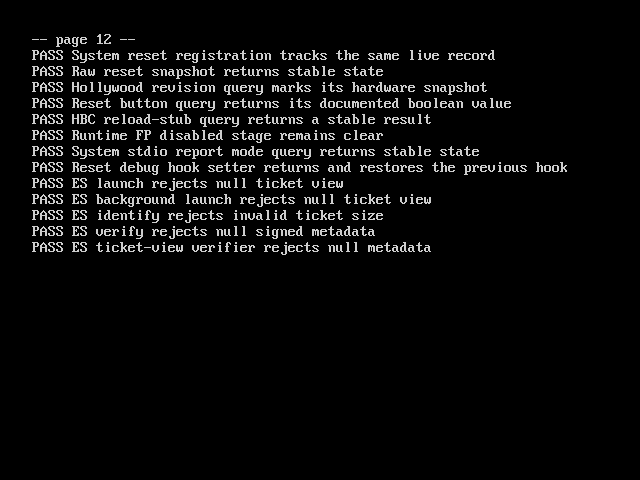 -- page 12 --
PASS System reset registration tracks the same live record
PASS Raw reset snapshot returns stable state
PASS Hollywood revision query marks its hardware snapshot
PASS Reset button query returns its documented boolean value
PASS HBC reload-stub query returns a stable result
PASS Runtime FP disabled stage remains clear
PASS System stdio report mode query returns stable state
PASS Reset debug hook setter returns and restores the previous hook
PASS ES launch rejects null ticket view
PASS ES background launch rejects null ticket view
PASS ES identify rejects invalid ticket size
PASS ES verify rejects null signed metadata
PASS ES ticket-view verifier rejects null metadata